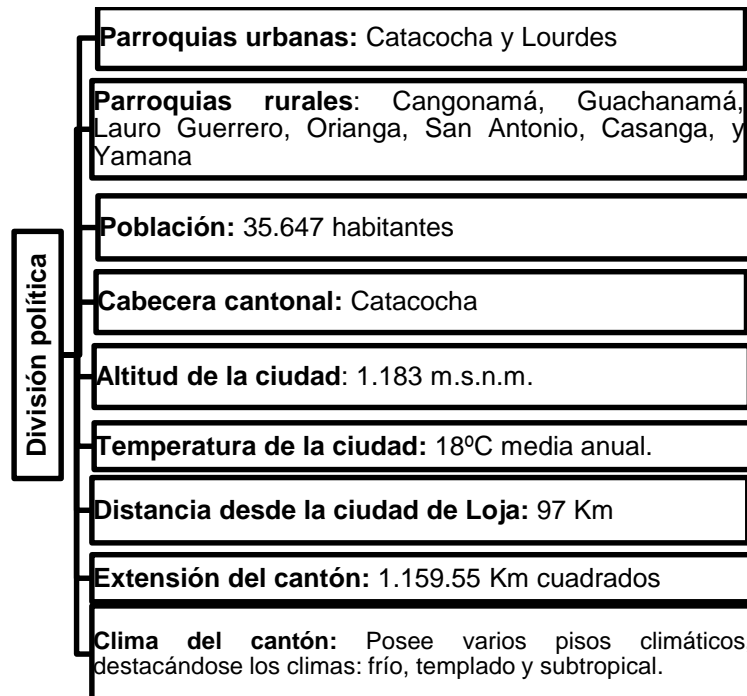 División política
Parroquias urbanas: Catacocha y Lourdes
Parroquias rurales: Cangonamá, Guachanamá,
Lauro Guerrero, Orianga, San Antonio, Casanga, y
Yamana
Población: 35.647 habitantes
Cabecera cantonal: Catacocha
Altitud de la ciudad: 1.183 m.s.n.m.
Temperatura de la ciudad: 18ºC media anual.
Distancia desde la ciudad de Loja: 97 Km
Extensión del cantón: 1.159.55 Km cuadrados
Clima del cantón: Posee varios pisos climáticos
destacándose los climas: frío, templado y subtropical.